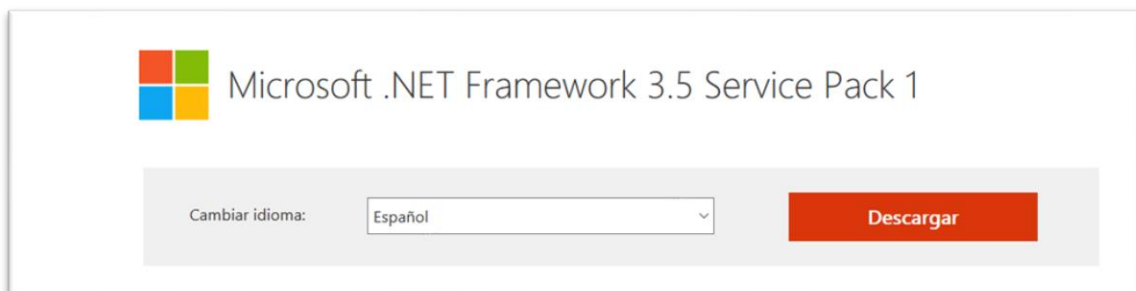 Microsoft .NET Framework 3.5 Service Pack 1
Cambiar idioma:
Español
Descargar